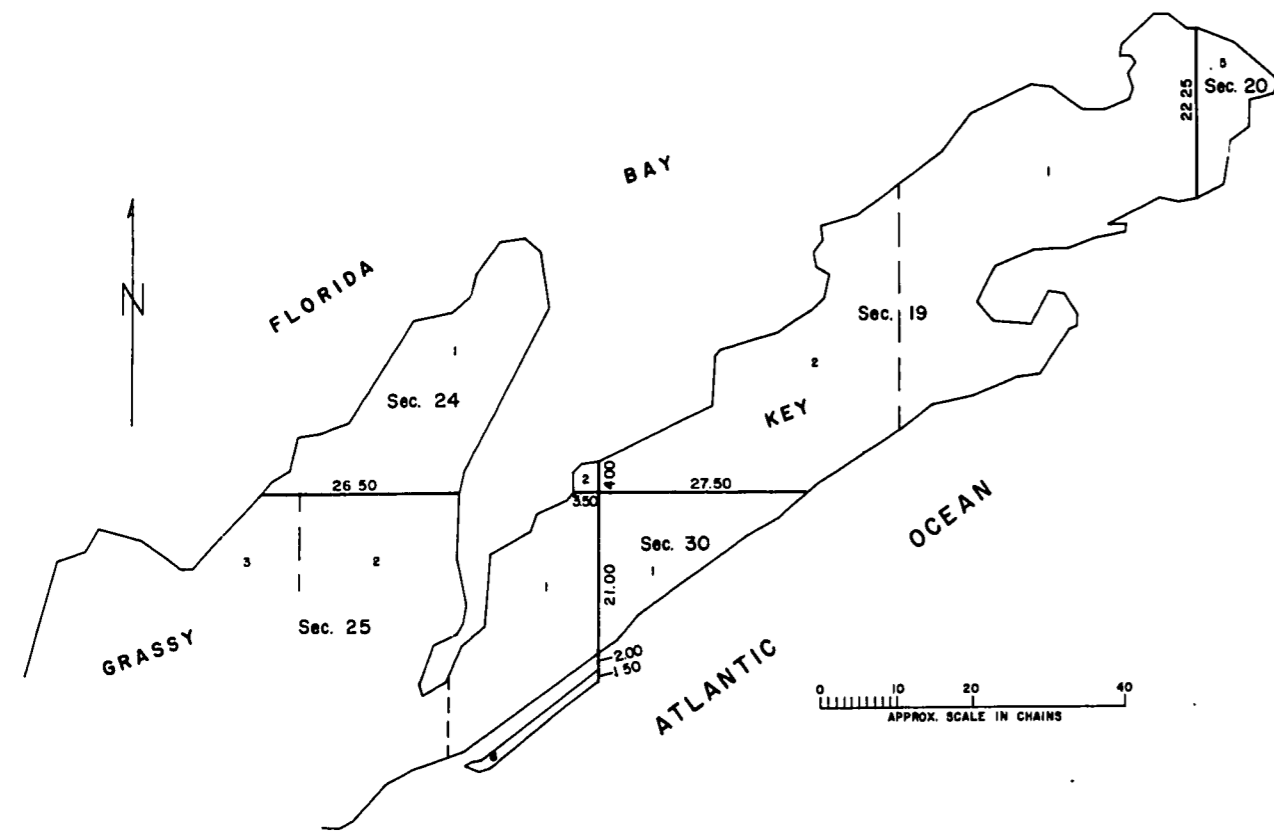 5
Sec. 20
22 25
BAY
1
N
FLORIDA
Sec. 19
1
2
Sec. 24
KEY
2
4.00
26 50
3.50
27.50
OCEAN
Sec. 30
3
2
1
1
21.00
Sec. 25
GRASSY
2.00
1 50
ATLANTIC
0 10 20 40
APPROX. SCALE IN CHAINS